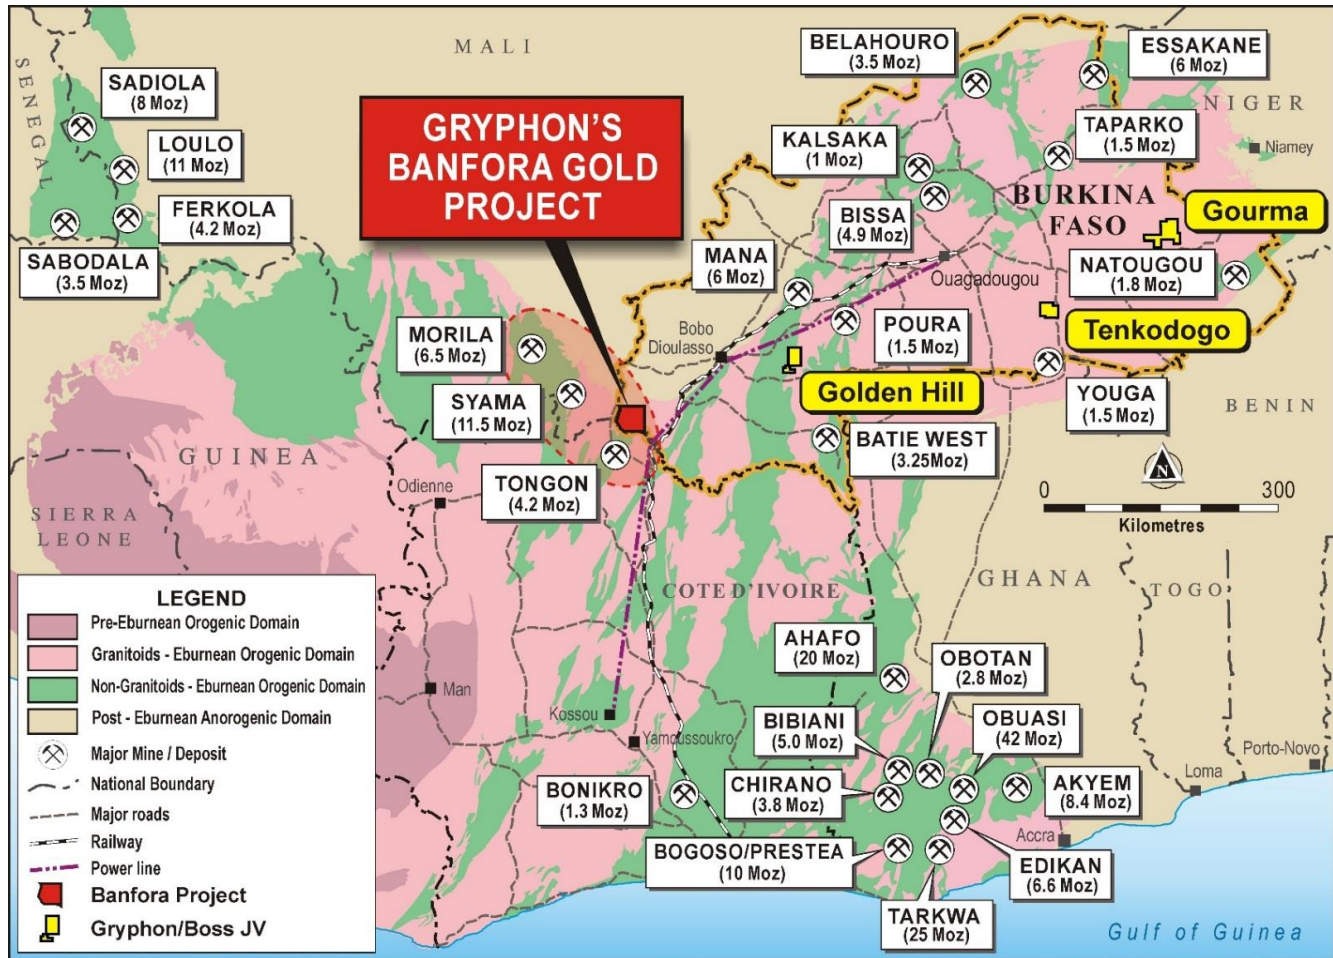 MALI
SENEGAL
SADIOLA
(8 Moz)
LOULO
(11 Moz)
FERKOLA
(4.2 Moz)
SABODALA
(3.5 Moz)
GRYPHON'S
BANFORA GOLD
PROJECT
BELAHOURO
(3.5 Moz)
ESSAKANE
(6 Moz)
NIGER
Niamey
KALSAKA
(1 Moz)
TAPARKO
(1.5 Moz)
BURKINA
FASO
BISSA
(4.9 Moz)
Gourma
MANA
(6 Moz)
Ouagadougou
NATOUGOU
(1.8 Moz)
MORILA
(6.5 Moz)
Bobo
Dioulasso
POURA
(1.5 Moz)
Tenkodogo
SYAMA
(11.5 Moz)
Golden Hill
YOUGA
(1.5 Moz)
BENIN
GUINEA
BATIE WEST
(3.25Moz)
TONGON
(4.2 Moz)
Odienne
N
0 300
Kilometres
SIERRA
LEONE
COTE D'IVOIRE
GHANA
TOGO
LEGEND
Pre-Eburnean Orogenic Domain
Granitoids - Eburnean Orogenic Domain
Non-Granitoids - Eburnean Orogenic Domain
Post - Eburnean Anorogenic Domain
Major Mine / Deposit
National Boundary
Major roads
Railway
Power line
Banfora Project
Gryphon/Boss JV
Man
Kossou
Yamoussoukro
AHAFO
(20 Moz)
OBOTAN
(2.8 Moz)
BIBIANI
(5.0 Moz)
OBUASI
(42 Moz)
BONIKRO
(1.3 Moz)
CHIRANO
(3.8 Moz)
AKYEM
(8.4 Moz)
Porto-Novo
Loma
Accra
BOGOSO/PRESTEA
(10 Moz)
EDIKAN
(6.6 Moz)
TARKWA
(25 Moz)
Gulf of Guinea